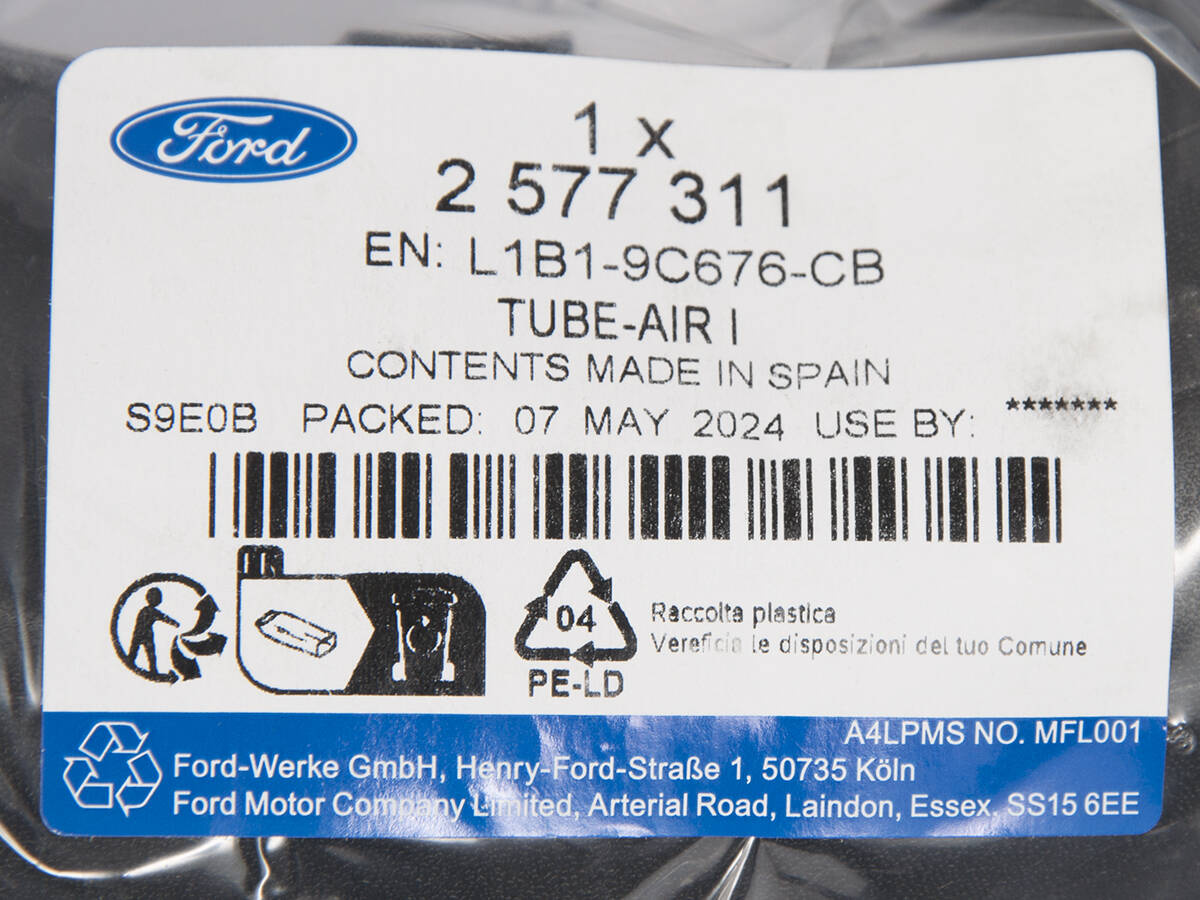 Ford
1 x
2 577 311
EN: L1B1-9C676-CB
TUBE-AIR I
CONTENTS MADE IN SPAIN
S9E0B PACKED: 07 MAY 2024 USE BY: *******
04
PE-LD
Raccolta plastica
Vereficia le disposizioni del tuo Comune
A4LPMS NO. MFL001
Ford-Werke GmbH, Henry-Ford-Straße 1, 50735 Köln
Ford Motor Company Limited, Arterial Road, Laindon, Essex, SS15 6EE